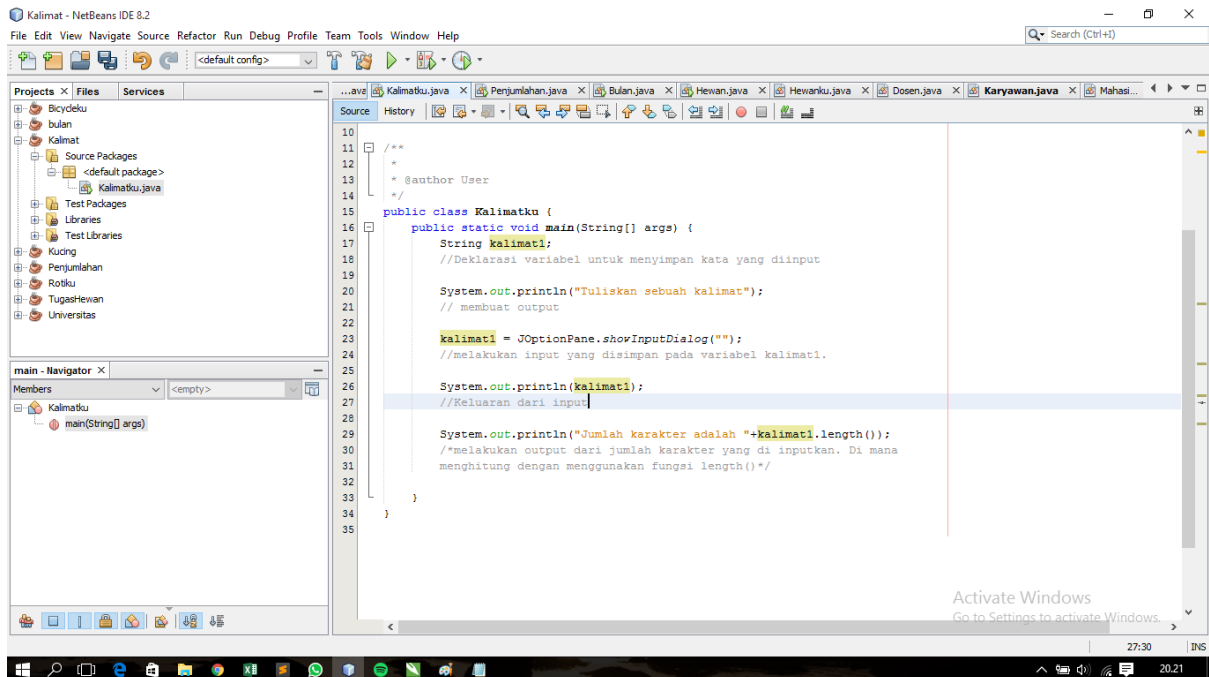 Kalimat - NetBeans IDE 8.2
File Edit View Navigate Source Refactor Run Debug Profile Team Tools Window Help
Search (Ctrl+I)
<default config>
Projects Files Services
Bicycleku
bulan
Kalimat
Source Packages
<default package>
Kalimatku.java
Test Packages
Libraries
Test Libraries
Kucing
Penjumlahan
Rotiku
TugasHewan
Universitas
main - Navigator
Members <empty>
Kalimatku
main(String[] args)
...ava Kalimatku.java Penjumlahan.java Bulan.java Hewan.java Hewanku.java Dosen.java Karyawan.java Mahasi...
Source History
10
11 /**
12 *
13 * @author User
14 */
15 public class Kalimatku {
16 public static void main(String[] args) {
17 String kalimat1;
18 //Deklarasi variabel untuk menyimpan kata yang diinput
19
20 System.out.println("Tuliskan sebuah kalimat");
21 // membuat output
22
23 kalimat1 = JOptionPane.showInputDialog("");
24 //melakukan input yang disimpan pada variabel kalimat1.
25
26 System.out.println(kalimat1);
27 //Keluaran dari input
28
29 System.out.println("Jumlah karakter adalah "+kalimat1.length());
30 /*melakukan output dari jumlah karakter yang di inputkan. Di mana
31 menghitung dengan menggunakan fungsi length()*/
32
33 }
34 }
35
Activate Windows
Go to Settings to activate Windows.
27:30 INS
20.21